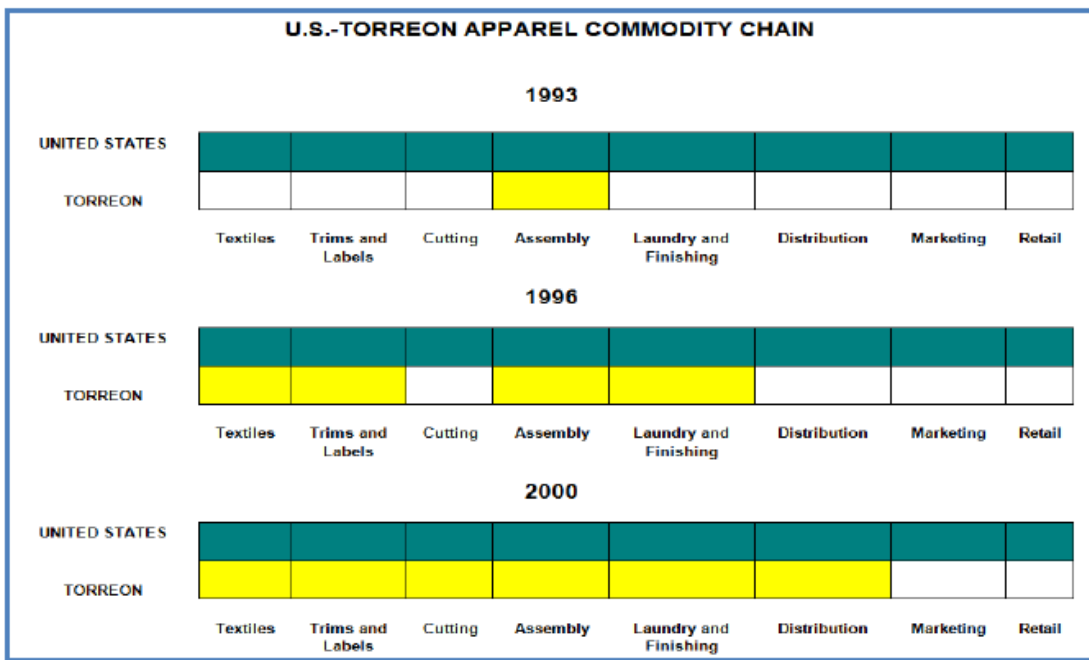 U.S.-TORREON APPAREL COMMODITY CHAIN
1993
UNITED STATES
TORREON
Textiles Trims and Labels Cutting Assembly Laundry and Finishing Distribution Marketing Retail
1996
UNITED STATES
TORREON
Textiles Trims and Labels Cutting Assembly Laundry and Finishing Distribution Marketing Retail
2000
UNITED STATES
TORREON
Textiles Trims and Labels Cutting Assembly Laundry and Finishing Distribution Marketing Retail